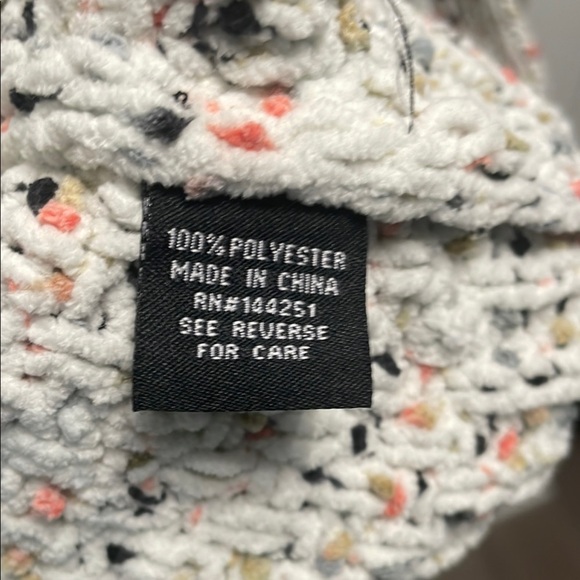 100% POLYESTER
MADE IN CHINA
RN#144251
SEE REVERSE
FOR CARE